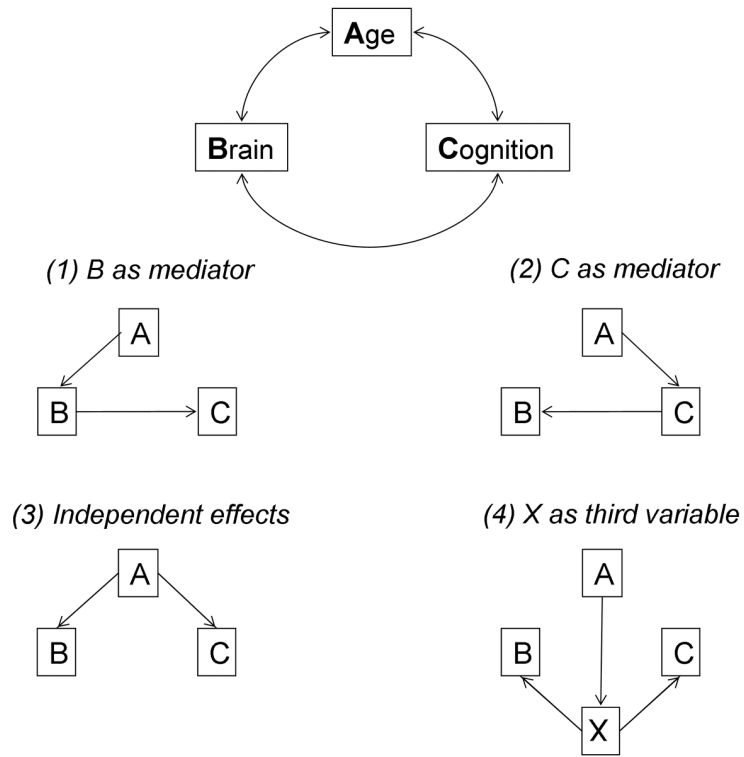 Age
Brain
Cognition
(1) B as mediator
(2) C as mediator
A
A
B
C
B
C
(3) Independent effects
(4) X as third variable
A
A
B
C
B
C
X